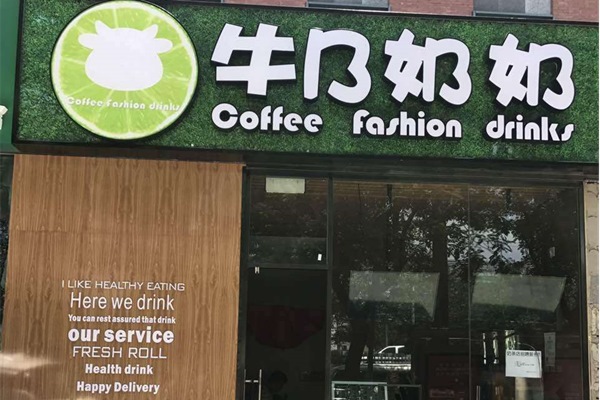 牛乃奶奶
Coffee Fashion drinks
Coffee Fashion drinks
I LIKE HEALTHY EATING
Here we drink
You can rest assured that drink
our service
FRESH ROLL
Health drink
Happy Delivery